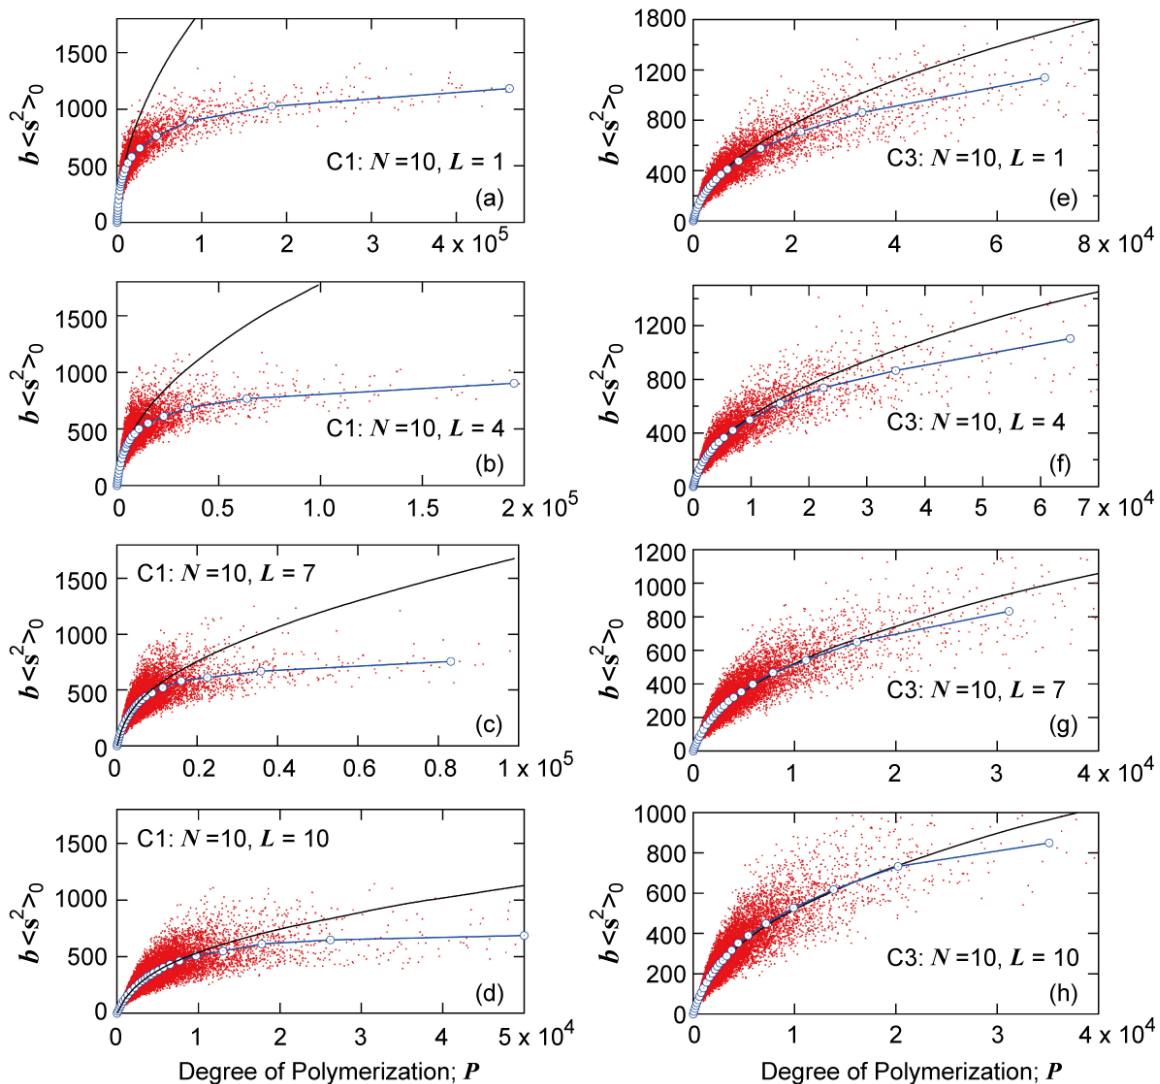 b<s²>₀
1500
1000
500
0
C1: N =10, L = 1
(a)
0 1 2 3 4 x 10⁵
b<s²>₀
1500
1000
500
0
C1: N =10, L = 4
(b)
0 0.5 1.0 1.5 2 x 10⁵
b<s²>₀
1500
1000
500
0
C1: N =10, L = 7
(c)
0 0.2 0.4 0.6 0.8 1 x 10⁵
b<s²>₀
1500
1000
500
0
C1: N =10, L = 10
(d)
0 1 2 3 4 5 x 10⁴
Degree of Polymerization; P
b<s²>₀
1800
1200
800
400
0
C3: N =10, L = 1
(e)
0 2 4 6 8 x 10⁴
b<s²>₀
1200
800
400
0
C3: N =10, L = 4
(f)
0 1 2 3 4 5 6 7 x 10⁴
b<s²>₀
1200
1000
800
600
400
200
0
C3: N =10, L = 7
(g)
0 1 2 3 4 x 10⁴
b<s²>₀
1000
800
600
400
200
0
C3: N =10, L = 10
(h)
0 1 2 3 4 x 10⁴
Degree of Polymerization; P